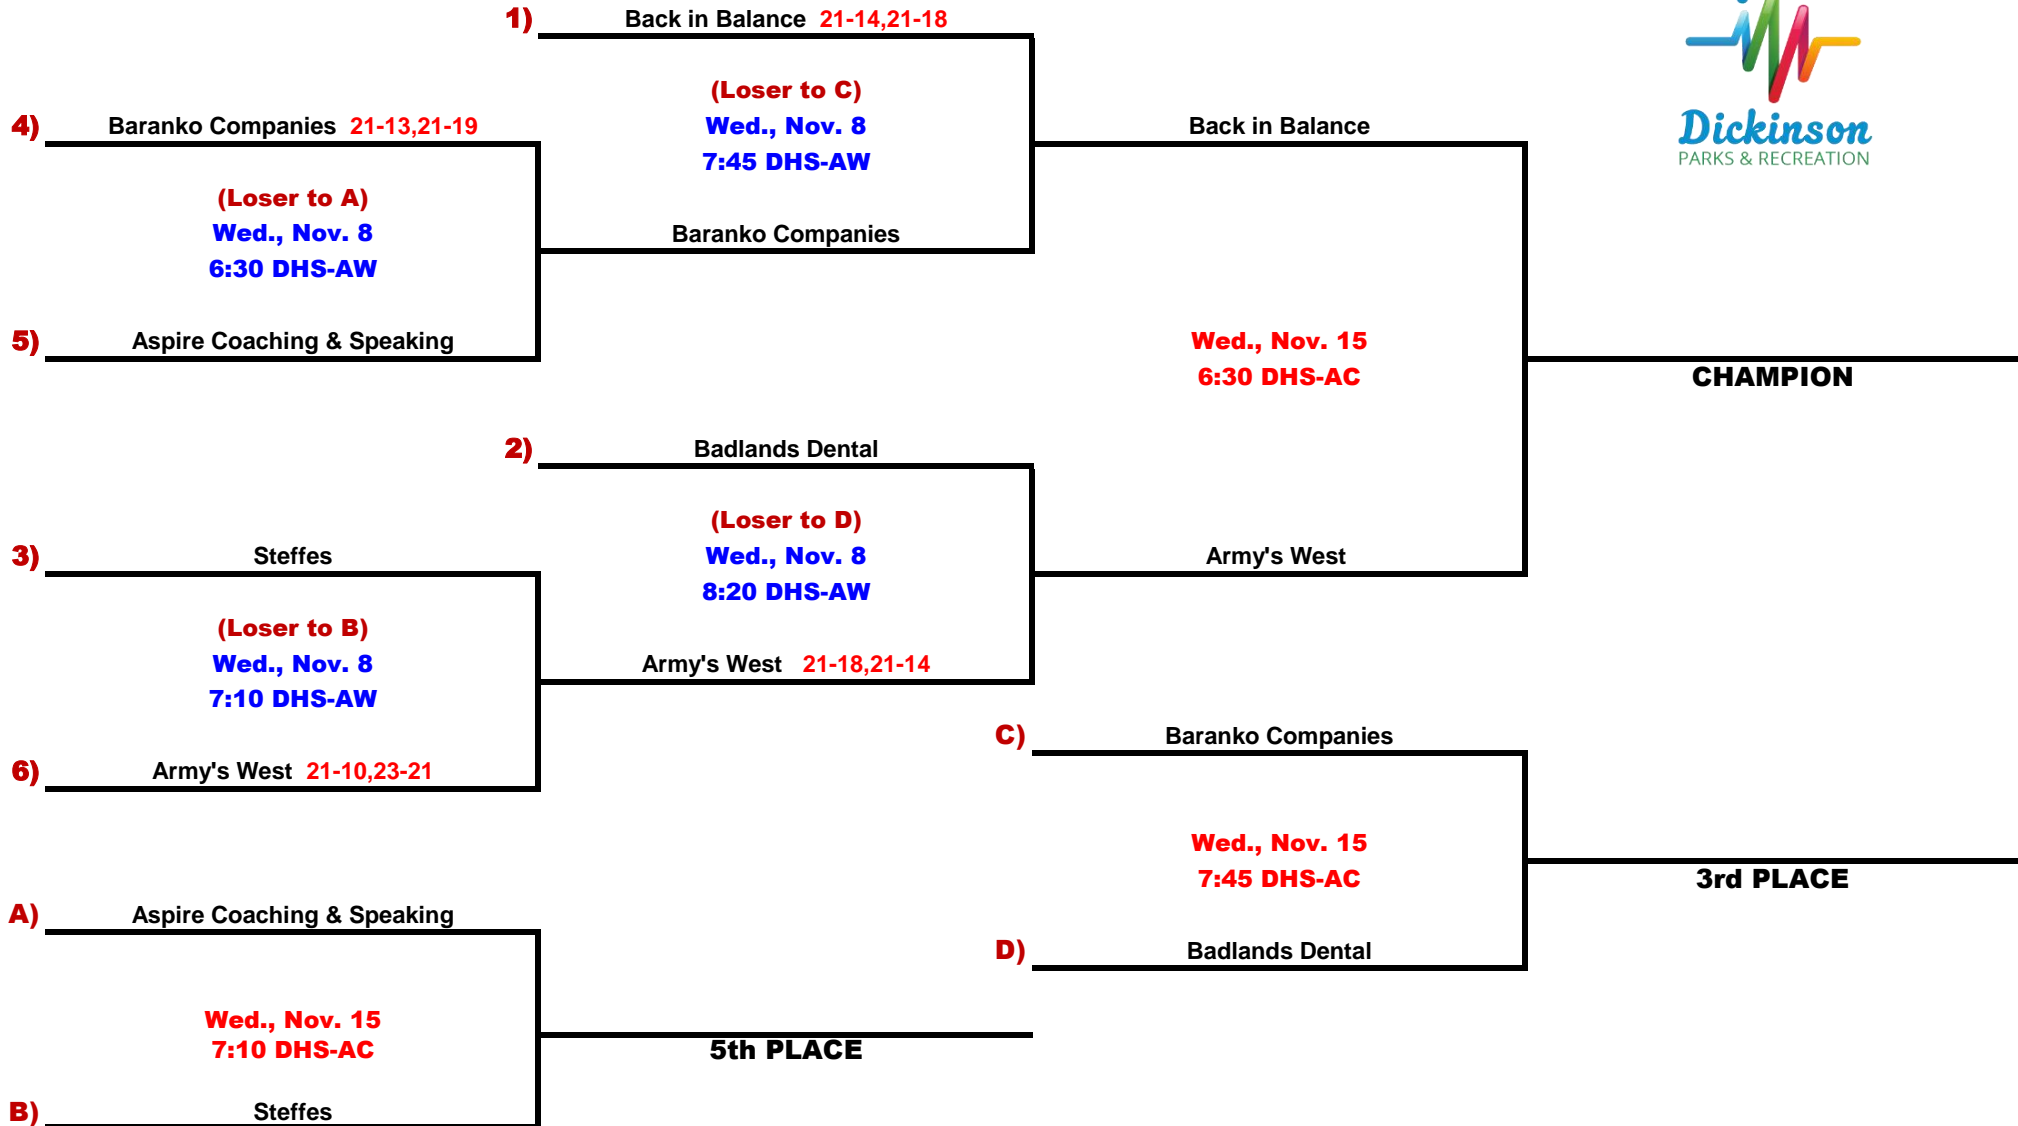 1) Back in Balance 21-14,21-18
(Loser to C)
Wed., Nov. 8
7:45 DHS-AW
Baranko Companies
4) Baranko Companies 21-13,21-19
(Loser to A)
Wed., Nov. 8
6:30 DHS-AW
5) Aspire Coaching & Speaking
Back in Balance
Wed., Nov. 15
6:30 DHS-AC
Army's West
CHAMPION
Dickinson
PARKS & RECREATION
2) Badlands Dental
(Loser to D)
Wed., Nov. 8
8:20 DHS-AW
Army's West 21-18,21-14
3) Steffes
(Loser to B)
Wed., Nov. 8
7:10 DHS-AW
6) Army's West 21-10,23-21
C) Baranko Companies
Wed., Nov. 15
7:45 DHS-AC
D) Badlands Dental
3rd PLACE
A) Aspire Coaching & Speaking
Wed., Nov. 15
7:10 DHS-AC
B) Steffes
5th PLACE